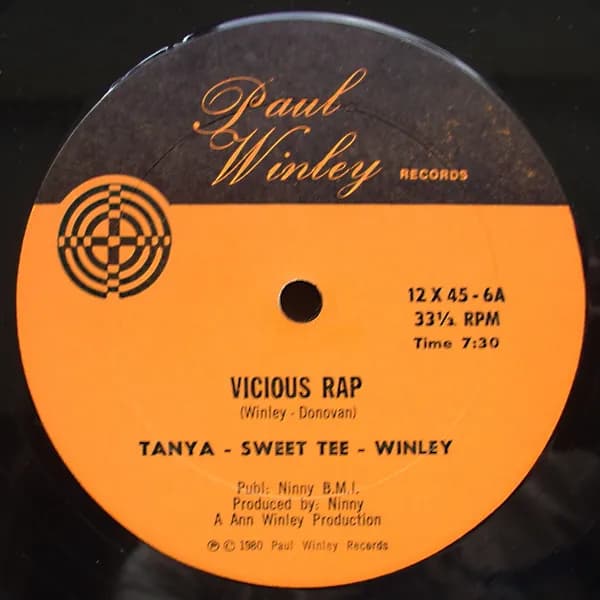 Paul
Winley RECORDS
12 X 45 - 6A
33⅓ RPM
Time 7:30
VICIOUS RAP
(Winley - Donovan)
TANYA - SWEET TEE - WINLEY
Publ: Ninny B.M.I.
Produced by: Ninny
A Ann Winley Production
℗ © 1980 Paul Winley Records